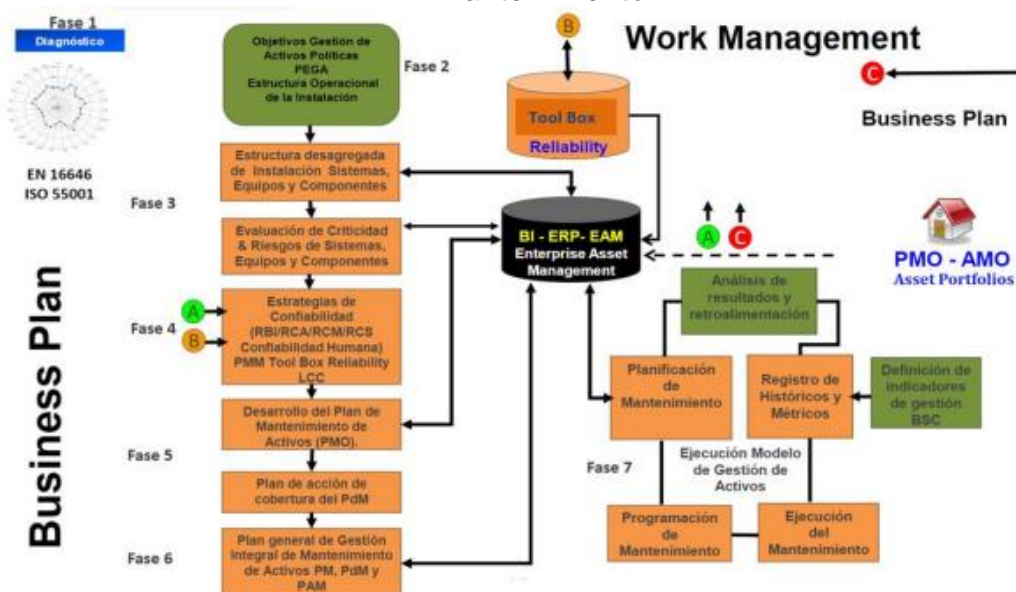 Fase 1
Diagnóstico
EN 16646
ISO 55001
Business Plan
Fase 2
Objetivos Gestión de
Activos Políticas
PEGA
Estructura Operacional
de la Instalación
Fase 3
Estructura desagregada
de Instalación Sistemas,
Equipos y Componentes
Evaluación de Criticidad
& Riesgos de Sistemas,
Equipos y Componentes
A
B
Fase 4
Estrategias de
Confiabilidad
(RBI/RCA/RCM/RCS
Confiabilidad Humana)
PMM Tool Box Reliability
LCC
Fase 5
Desarrollo del Plan de
Mantenimiento de
Activos (PMO).
Plan de acción de
cobertura del PdM
Fase 6
Plan general de Gestión
Integral de Mantenimiento
de Activos PM, PdM y
PAM
B
Tool Box
Reliability
BI - ERP- EAM
Enterprise Asset
Management
Work Management
C
Business Plan
A
C
PMO - AMO
Asset Portfolios
Análisis de
resultados y
retroalimentación
Planificación
de
Mantenimiento
Registro de
Históricos y
Métricos
Definición de
indicadores
de gestión
BSC
Fase 7
Ejecución Modelo
de Gestión de
Activos
Programación
de
Mantenimiento
Ejecución
del
Mantenimiento